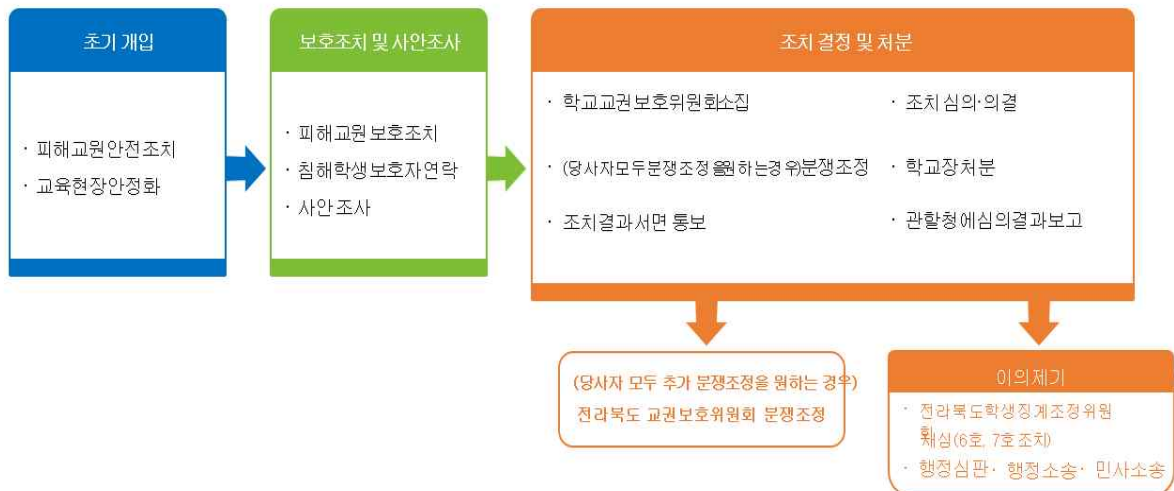 초기 개입
· 피해교원안전조치
· 교육현장안정화
보호조치 및 사안조사
· 피해교원보호조치
· 침해학생보호자연락
· 사안조사
조치 결정 및 처분
· 학교교권보호위원회소집
· (당사자모두분쟁조정을원하는경우)분쟁조정
· 조치결과서면 통보
· 조치 심의·의결
· 학교장처분
· 관할청에심의결과보고
(당사자 모두 추가 분쟁조정을 원하는 경우)
전라북도 교권보호위원회 분쟁조정
이의제기
· 전라북도학생징계조정위원
회
재심(6호, 7호 조치)
· 행정심판· 행정소송· 민사소송